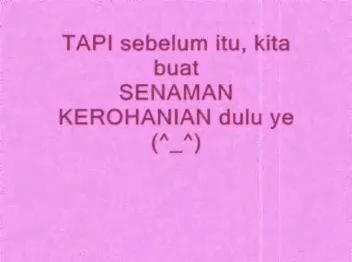 TAPI sebelum itu, kita
buat
SENAMAN
KEROHANIAN dulu ye
(^_^)